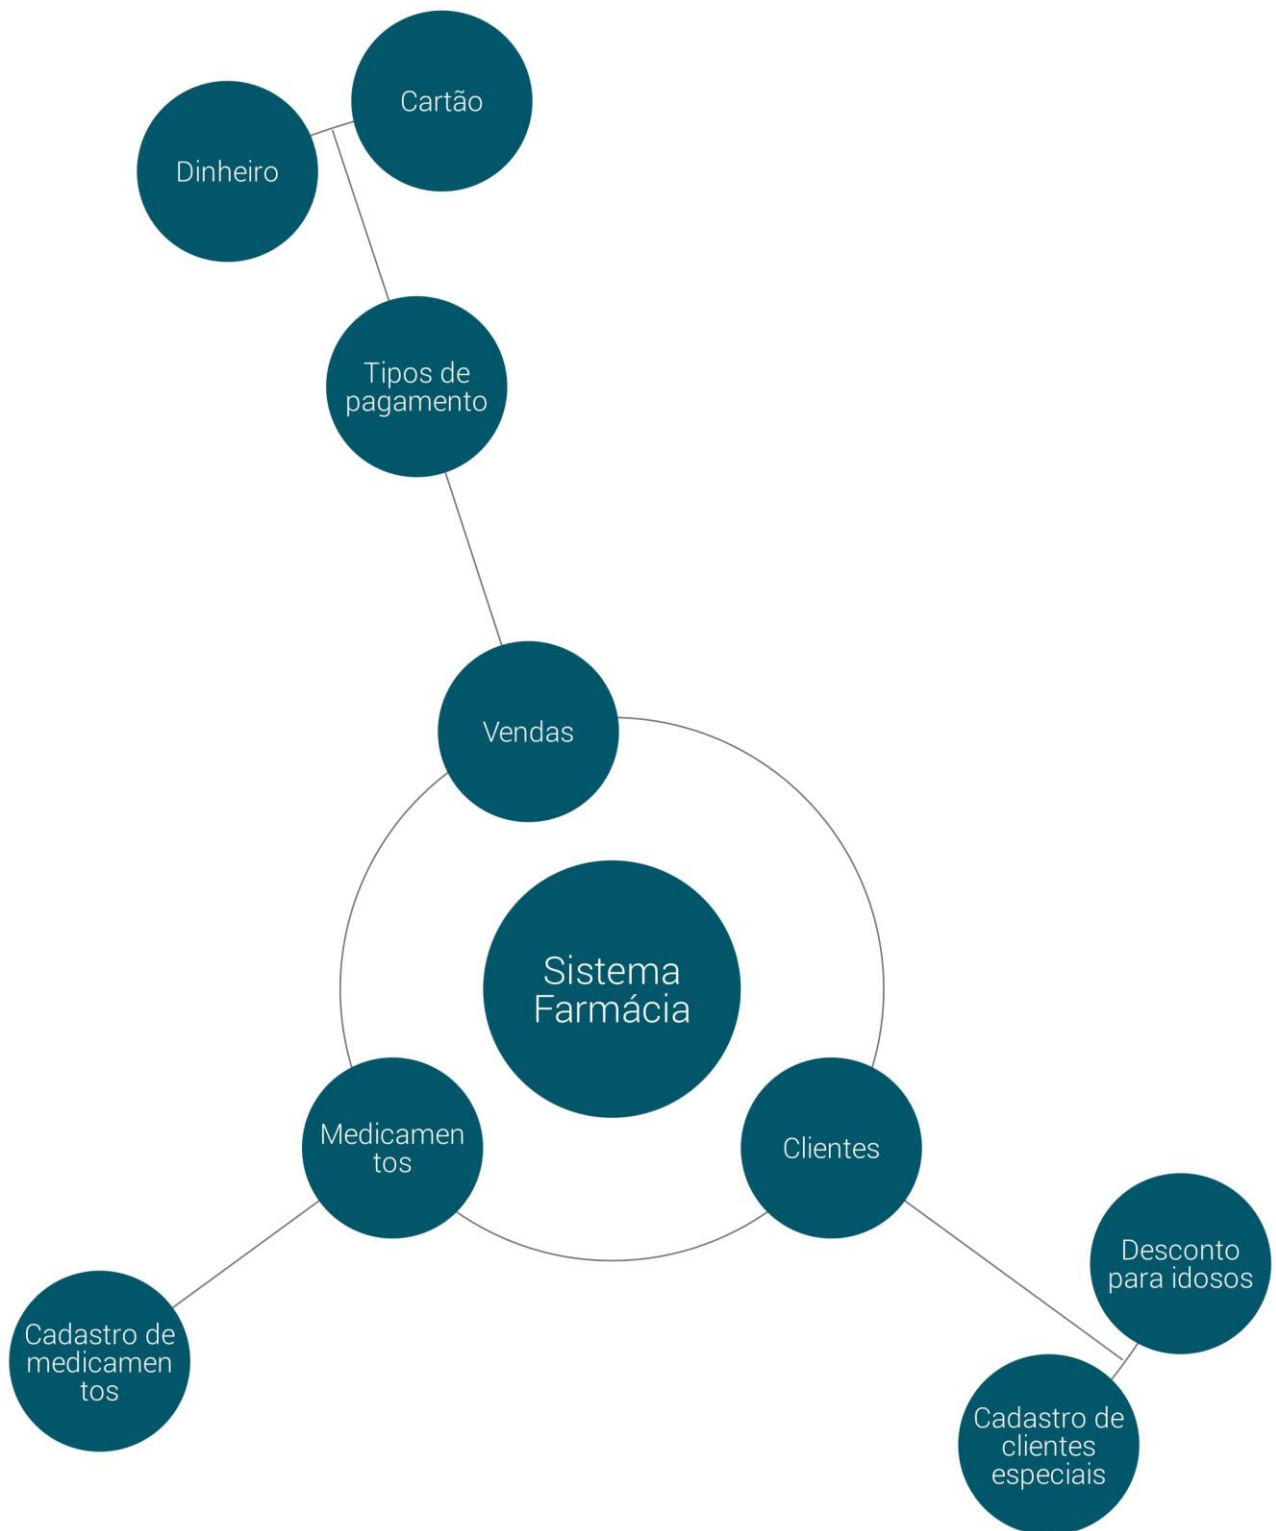 Cartão
Dinheiro
Tipos de
pagamento
Vendas
Sistema
Farmácia
Medicamen
tos
Clientes
Desconto
para idosos
Cadastro de
medicamen
tos
Cadastro de
clientes
especiais